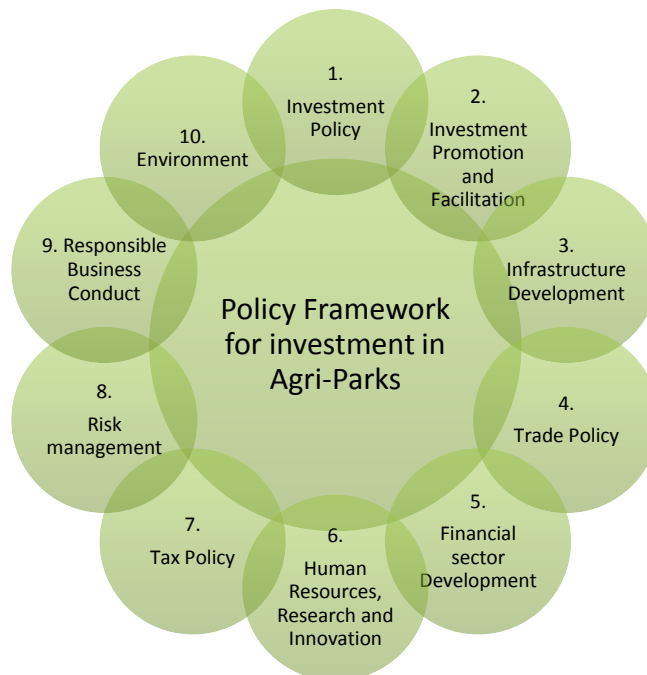 1.
Investment
Policy
2.
Investment
Promotion
and
Facilitation
3.
Infrastructure
Development
4.
Trade Policy
5.
Financial
sector
Development
6.
Human
Resources,
Research and
Innovation
7.
Tax Policy
8.
Risk
management
9. Responsible
Business
Conduct
10.
Environment
Policy Framework
for investment in
Agri-Parks